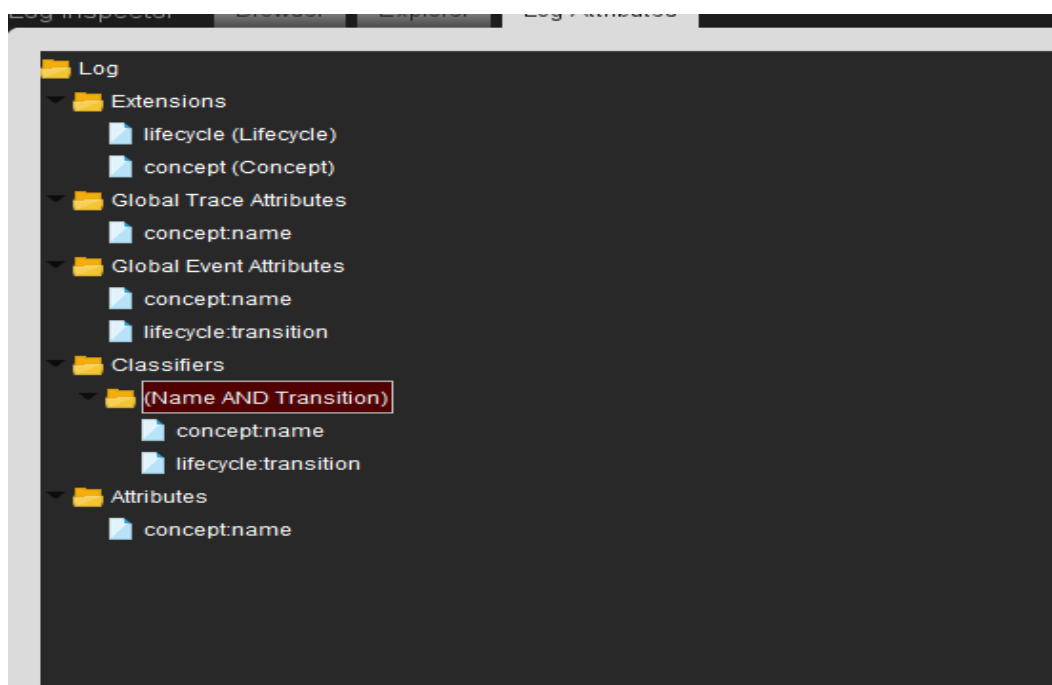 Log Inspector Browser Explorer Log Attributes
Log
Extensions
lifecycle (Lifecycle)
concept (Concept)
Global Trace Attributes
concept:name
Global Event Attributes
concept:name
lifecycle:transition
Classifiers
(Name AND Transition)
concept:name
lifecycle:transition
Attributes
concept:name